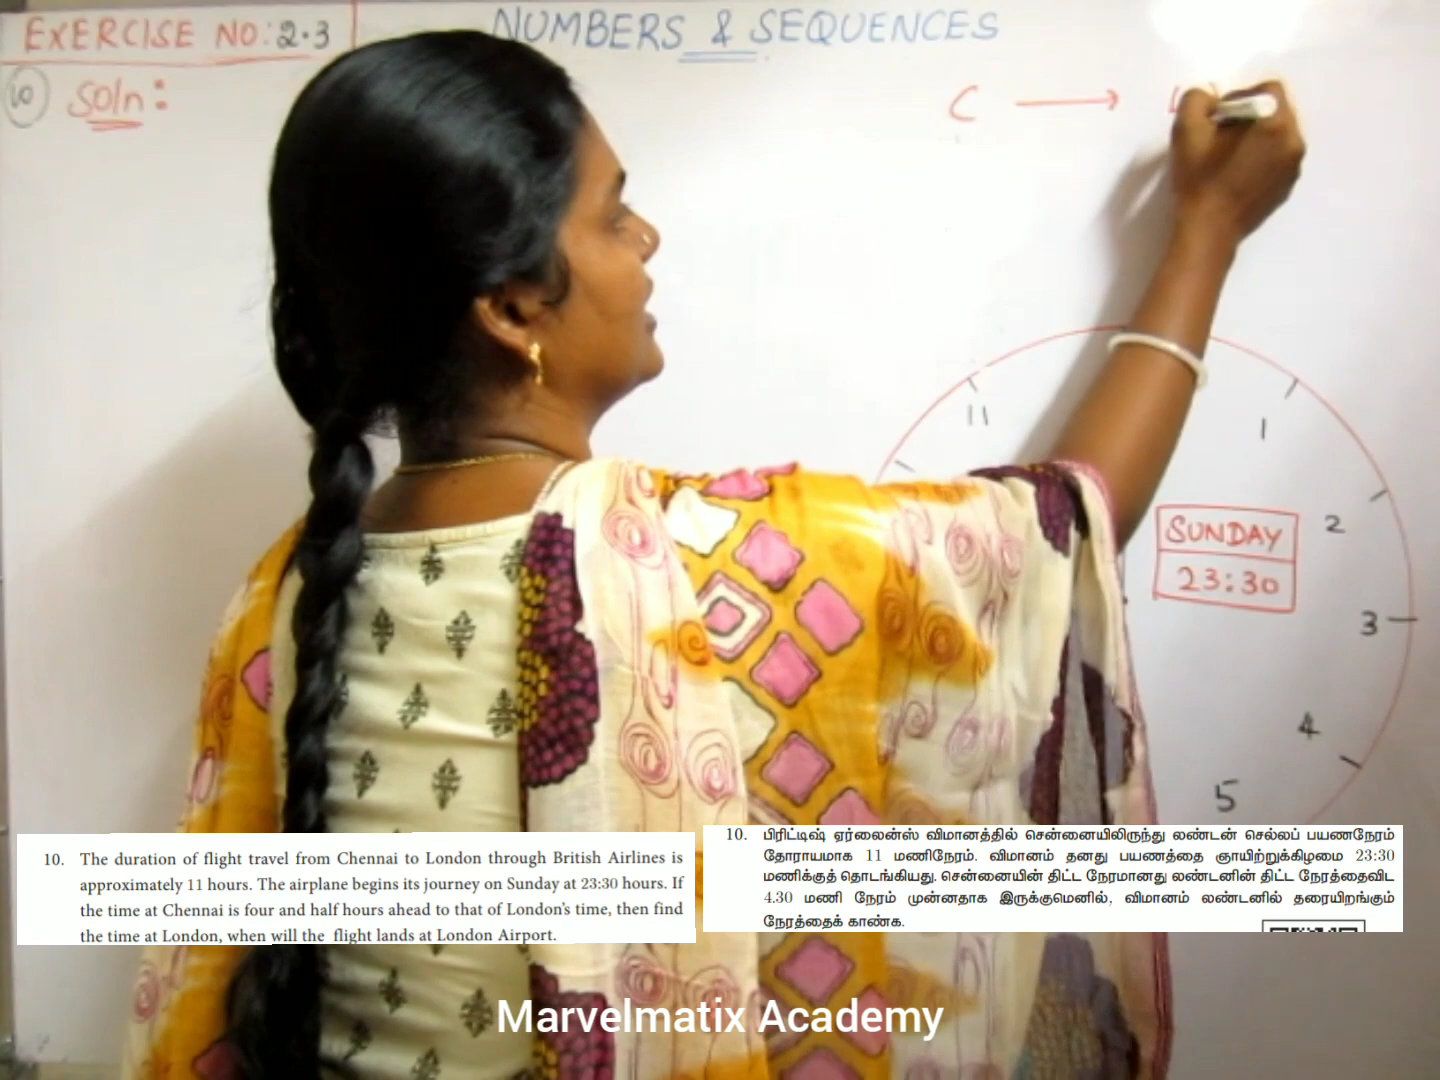 EXERCISE NO: 2.3
NUMBERS & SEQUENCES
10 Soln:
C → L
11
1
2
3
4
5
SUNDAY
23:30
10. The duration of flight travel from Chennai to London through British Airlines is
approximately 11 hours. The airplane begins its journey on Sunday at 23:30 hours. If
the time at Chennai is four and half hours ahead to that of London's time, then find
the time at London, when will the flight lands at London Airport.
10. பிரிட்டிஷ் ஏர்லைன்ஸ் விமானத்தில் சென்னையிலிருந்து லண்டன் செல்லப் பயணநேரம்
தோராயமாக 11 மணிநேரம். விமானம் தனது பயணத்தை ஞாயிற்றுக்கிழமை 23:30
மணிக்குத் தொடங்கியது. சென்னையின் திட்ட நேரமானது லண்டனின் திட்ட நேரத்தைவிட
4.30 மணி நேரம் முன்னதாக இருக்குமெனில், விமானம் லண்டனில் தரையிறங்கும்
நேரத்தைக் காண்க.
Marvelmatix Academy